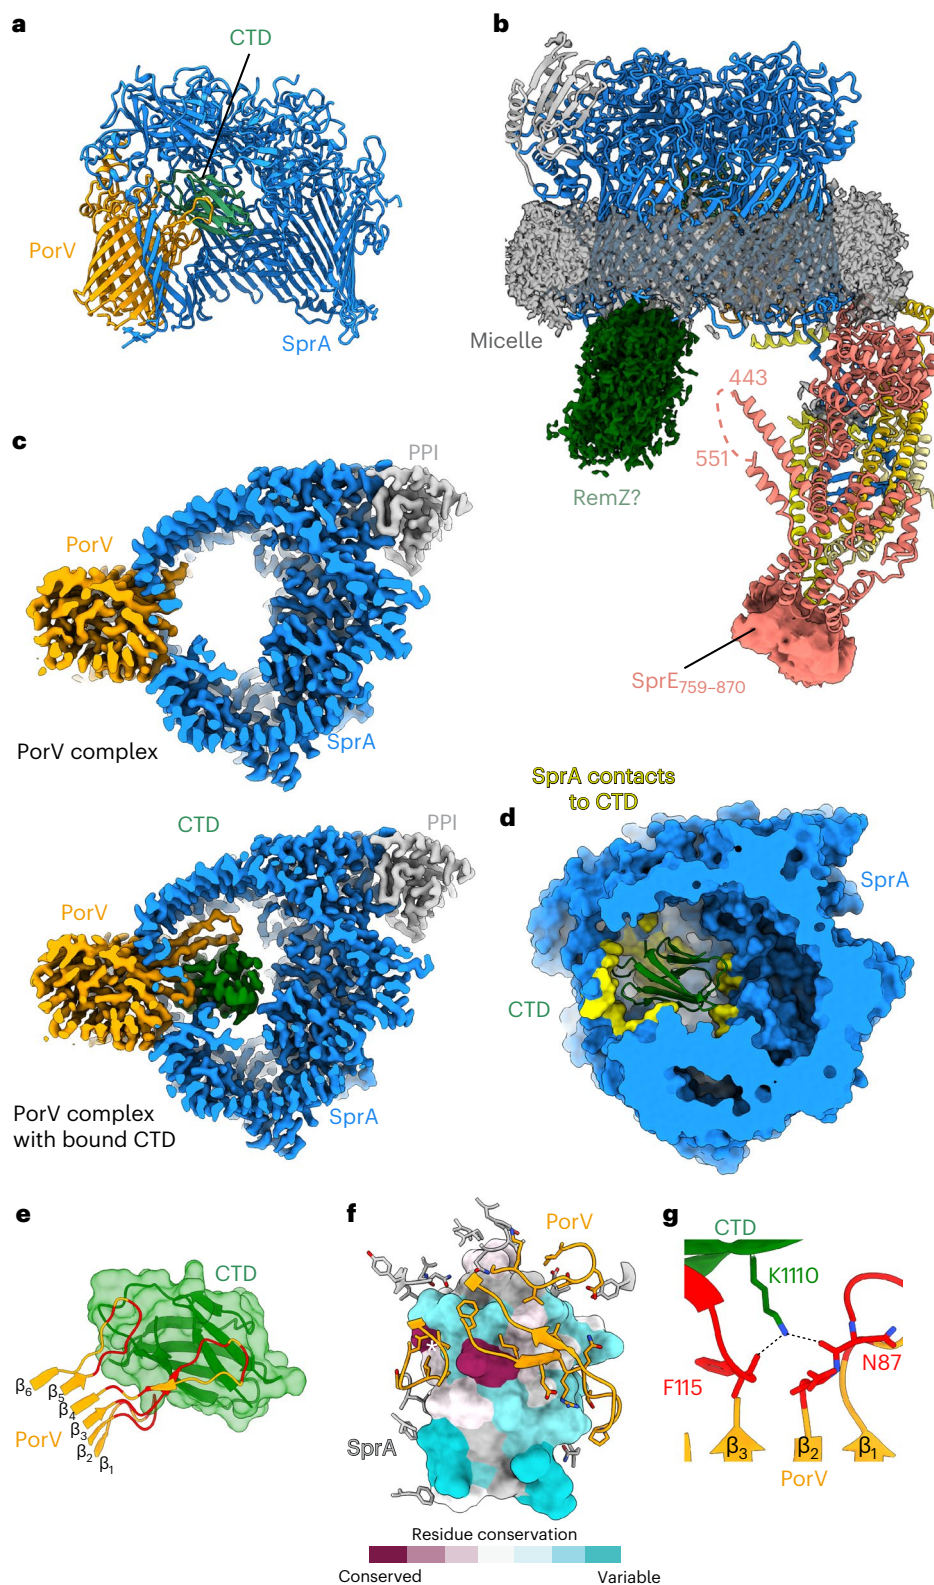 a
CTD
PorV
SprA
b
Micelle
443
551
RemZ?
SprE759–870
c
PPI
PorV
SprA
PorV complex
CTD
PPI
PorV
SprA
PorV complex
with bound CTD
SprA contacts
to CTD
d
SprA
CTD
e
CTD
β6
β5
β4
β3
β2
β1
PorV
f
PorV
*
SprA
Residue conservation
Conserved
Variable
g
CTD
K1110
N87
F115
β3
β2
β1
PorV